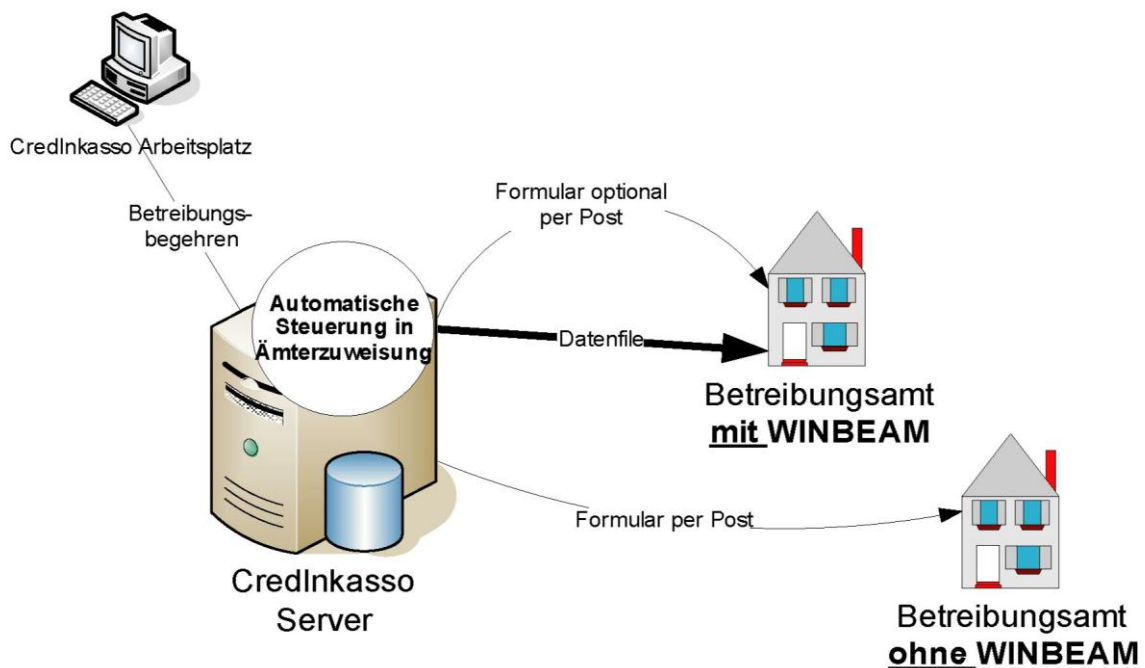 CredInkasso Arbeitsplatz
Betreibungs-
begehren
Automatische
Steuerung in
Ämterzuweisung
Formular optional
per Post
Datenfile
Betreibungsamt
mit WINBEAM
Formular per Post
CredInkasso
Server
Betreibungsamt
ohne WINBEAM